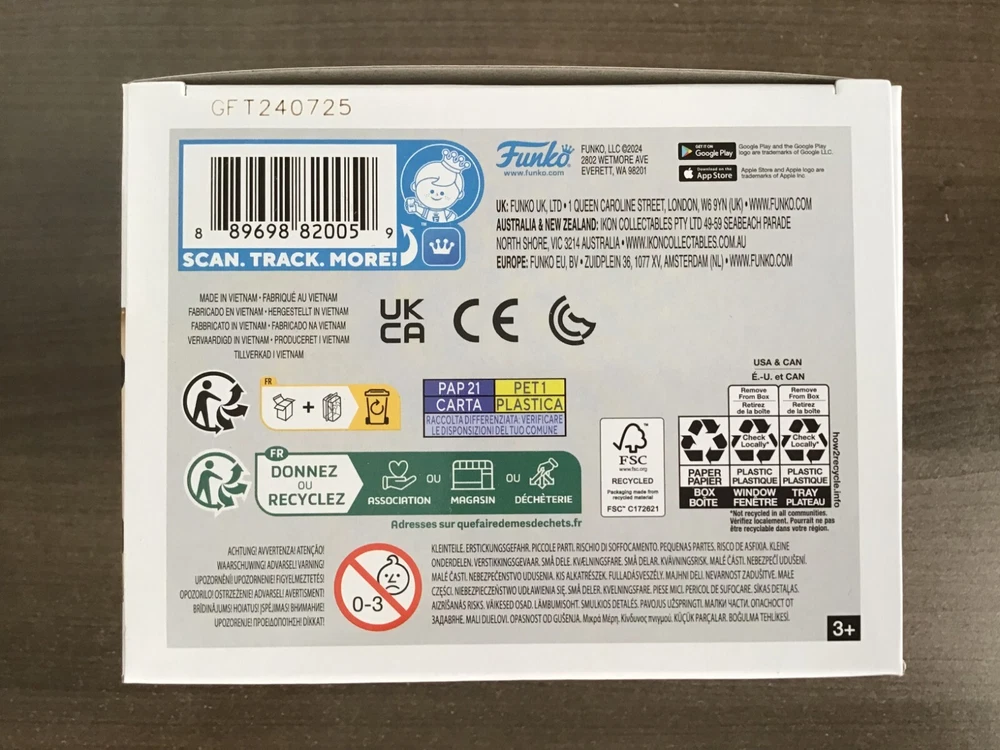 GFT240725
8 89698 82005 9
SCAN. TRACK. MORE!
Funko
www.funko.com
FUNKO, LLC ©2024
2802 WETMORE AVE
EVERETT, WA 98201
GET IT ON
Google Play
Google Play and the Google Play
logo are trademarks of Google LLC.
Download on the
App Store
Apple Store and Apple logo are
trademarks of Apple Inc.
UK: FUNKO UK, LTD • 1 QUEEN CAROLINE STREET, LONDON, W6 9YN (UK) • WWW.FUNKO.COM
AUSTRALIA & NEW ZEALAND: IKON COLLECTABLES PTY LTD 49-59 SEABEACH PARADE
NORTH SHORE, VIC 3214 AUSTRALIA • WWW.IKONCOLLECTABLES.COM.AU
EUROPE: FUNKO EU, BV • ZUIDPLEIN 36, 1077 XV, AMSTERDAM (NL) • WWW.FUNKO.COM
MADE IN VIETNAM • FABRIQUÉ AU VIETNAM
FABRICADO EN VIETNAM • HERGESTELLT IN VIETNAM
FABBRICATO IN VIETNAM • FABRICADO NA VIETNAM
VERVAARDIGD IN VIETNAM • PRODUCERET I VIETNAM
TILLVERKAD I VIETNAM
UK
CA
CE
FR
+
PAP 21
PET 1
CARTA
PLASTICA
RACCOLTA DIFFERENZIATA: VERIFICARE
LE DISPOSIZIONI DEL TUO COMUNE
FR
DONNEZ
OU
RECYCLEZ
ASSOCIATION
OU
MAGASIN
OU
DÉCHÈTERIE
Adresses sur quefairedemesdechets.fr
FSC
www.fsc.org
RECYCLED
Packaging made from
recycled material
FSC™ C172621
USA & CAN
É.-U. et CAN
Remove
From Box
Retirez
de la boîte
Remove
From Box
Retirez
de la boîte
Check
Locally*
Check
Locally*
PAPER
PAPIER
PLASTIC
PLASTIQUE
PLASTIC
PLASTIQUE
BOX
BOÎTE
WINDOW
FENÊTRE
TRAY
PLATEAU
how2recycle.info
*Not recycled in all communities.
Vérifiez localement. Pourrait ne pas
être recyclable dans votre région.
ACHTUNG! AVVERTENZA! ATENÇÃO!
WAARSCHUWING! ADVARSEL! VARNING!
UPOZORNĚNÍ! UPOZORNENIE! FIGYELMEZTETÉS!
OPOZORILO! OSTRZEŻENIE! ADVARSEL! AVERTISMENT!
BRĪDINĀJUMS! HOIATUS! ĮSPĖJIMAS! ВНИМАНИЕ!
UPOZORENJE! ΠΡΟΕΙΔΟΠΟΙΗΣΗ! DİKKAT!
0-3
KLEINTEILE. ERSTICKUNGSGEFAHR. PICCOLE PARTI. RISCHIO DI SOFFOCAMENTO. PEQUENAS PARTES. RISCO DE ASFIXIA. KLEINE
ONDERDELEN. VERSTIKKINGSGEVAAR. SMÅ DELE. KVÆLNINGSFARE. SMÅ DELAR. KVÄVNINGSRISK. MALÉ ČÁSTI. NEBEZPEČÍ UDUŠENÍ.
MALÉ ČASTI. NEBEZPEČENSTVO UDUSENIA. KIS ALKATRÉSZEK. FULLADÁSVESZÉLY. MAJHNI DELI. NEVARNOST ZADUŠITVE. MAŁE
CZĘŚCI. NIEBEZPIECZEŃSTWO UDŁAWIENIA SIĘ. SMÅ DELER. KVELNINGSFARE. PIESE MICI. PERICOL DE SUFOCARE. SĪKAS DETAĻAS.
AIZRĪŠANĀS RISKS. VÄIKESED OSAD. LÄMBUMISOHT. SMULKIOS DETALĖS. PAVOJUS UŽSPRINGTI. МАЛКИ ЧАСТИ. ОПАСНОСТ ОТ
ЗАДАВЯНЕ. MALI DIJELOVI. OPASNOST OD GUŠENJA. Μικρά Μέρη. Κίνδυνος πνιγμού. KÜÇÜK PARÇALAR. BOĞULMA TEHLİKESİ.
3+